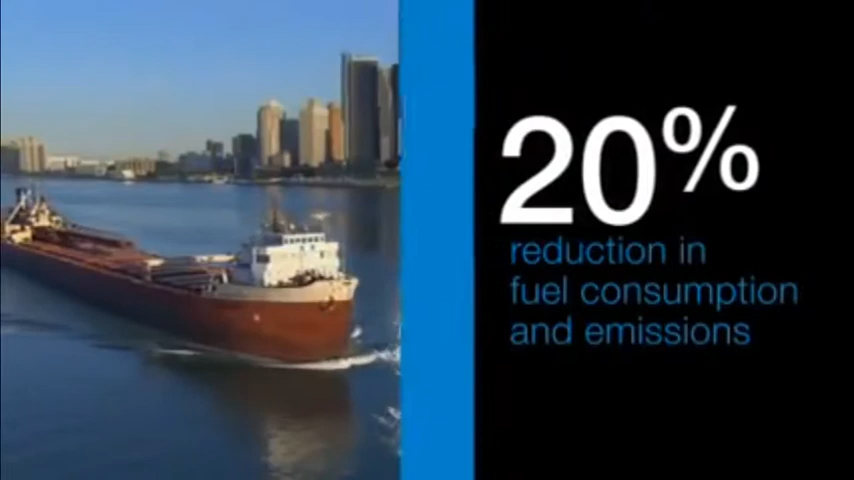 20%
reduction in
fuel consumption
and emissions